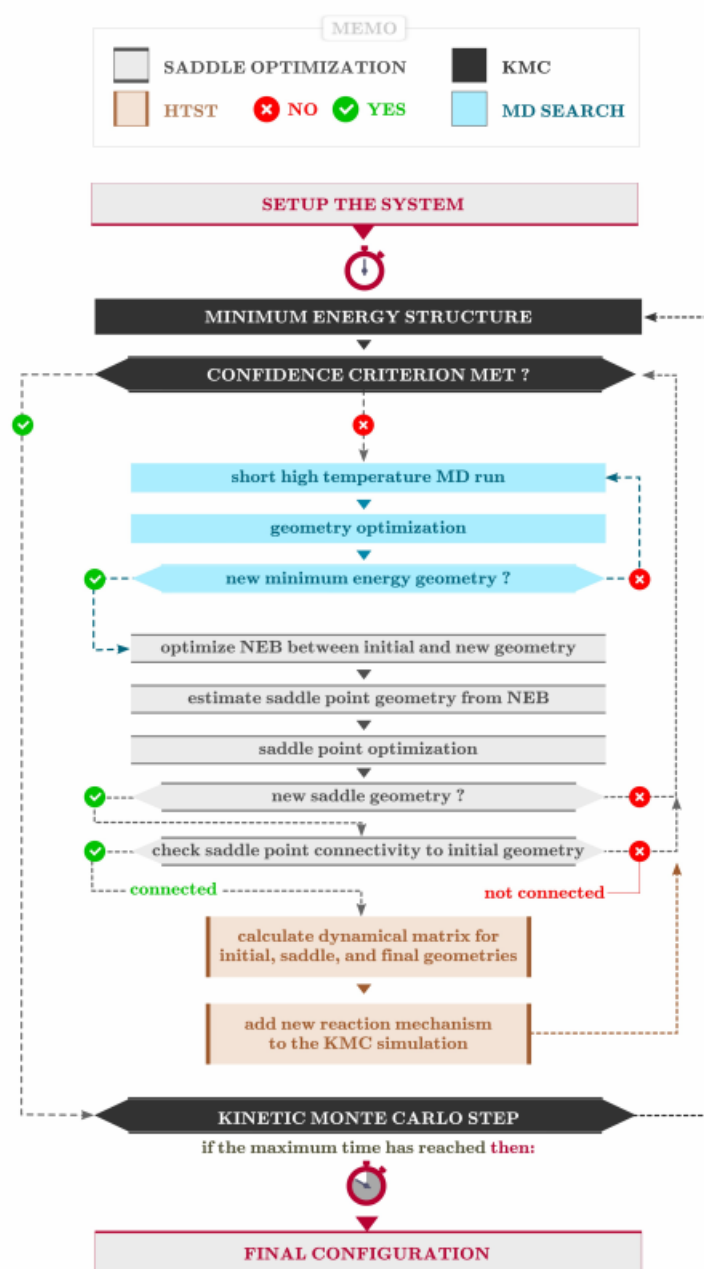 MEMO
SADDLE OPTIMIZATION
KMC
HTST
NO
YES
MD SEARCH
SETUP THE SYSTEM
MINIMUM ENERGY STRUCTURE
CONFIDENCE CRITERION MET ?
short high temperature MD run
geometry optimization
new minimum energy geometry ?
optimize NEB between initial and new geometry
estimate saddle point geometry from NEB
saddle point optimization
new saddle geometry ?
check saddle point connectivity to initial geometry
connected
not connected
calculate dynamical matrix for
initial, saddle, and final geometries
add new reaction mechanism
to the KMC simulation
KINETIC MONTE CARLO STEP
if the maximum time has reached then:
FINAL CONFIGURATION